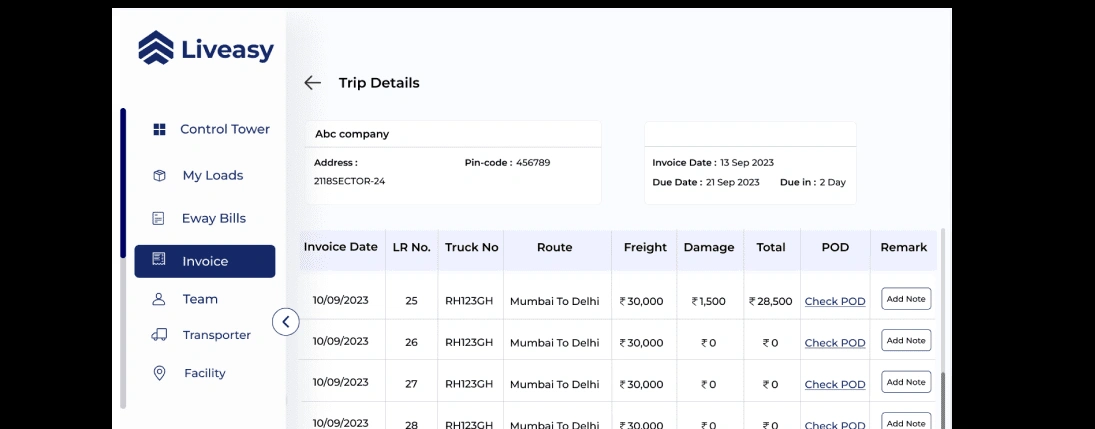 Liveasy
Trip Details
Control Tower
My Loads
Eway Bills
Invoice
Team
Transporter
Facility
Abc company
Address : Pin-code : 456789
2118SECTOR-24
Invoice Date : 13 Sep 2023
Due Date : 21 Sep 2023 Due in : 2 Day
Invoice Date LR No. Truck No Route Freight Damage Total POD Remark
10/09/2023 25 RH123GH Mumbai To Delhi ₹ 30,000 ₹ 1,500 ₹ 28,500 Check POD Add Note
10/09/2023 26 RH123GH Mumbai To Delhi ₹ 30,000 ₹ 0 ₹ 0 Check POD Add Note
10/09/2023 27 RH123GH Mumbai To Delhi ₹ 30,000 ₹ 0 ₹ 0 Check POD Add Note
10/09/2023 28 RH123GH Mumbai To Delhi ₹ 30,000 ₹ 0 ₹ 0 Check POD Add Note